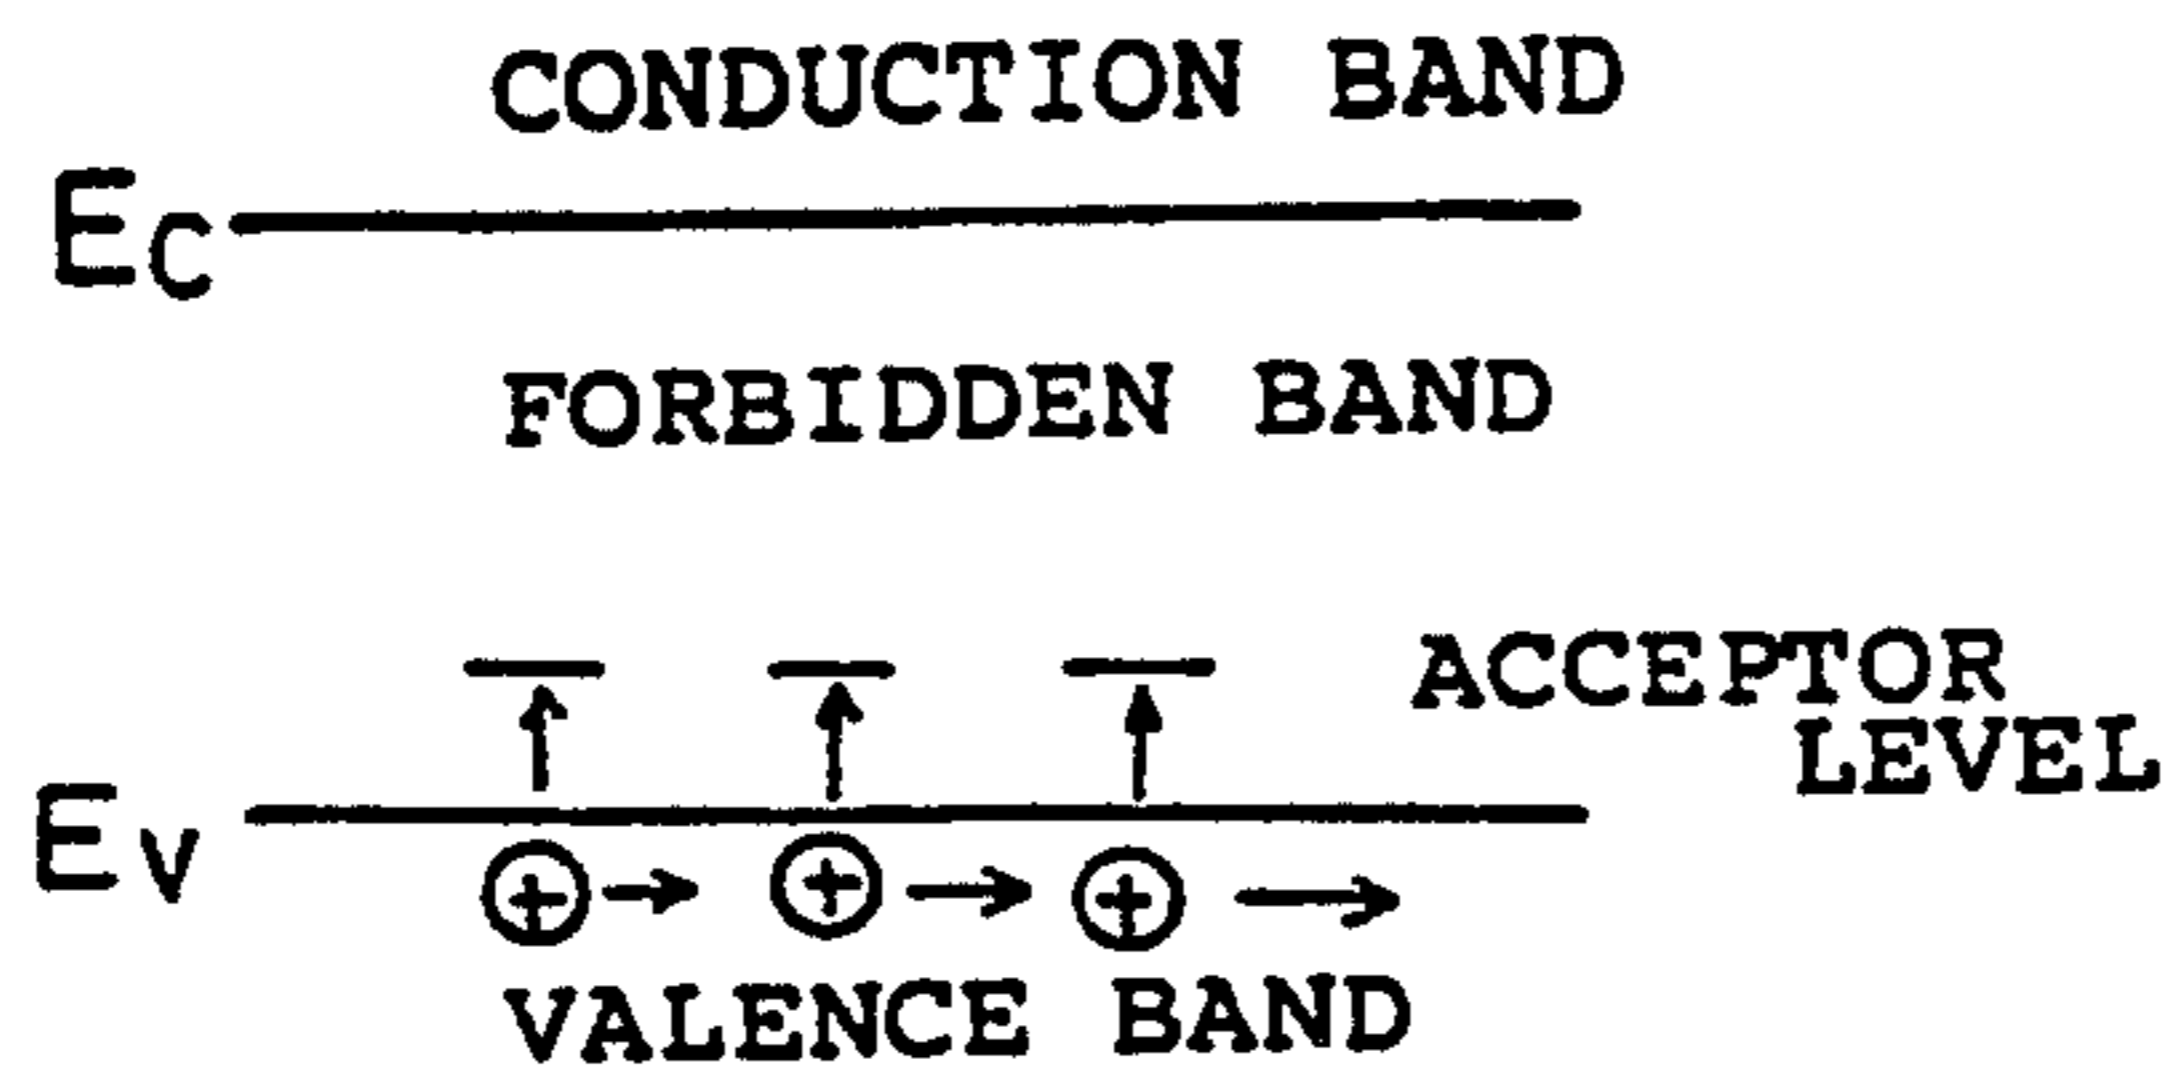 CONDUCTION BAND
Ec
FORBIDDEN BAND
ACCEPTOR
LEVEL
Ev
VALENCE BAND